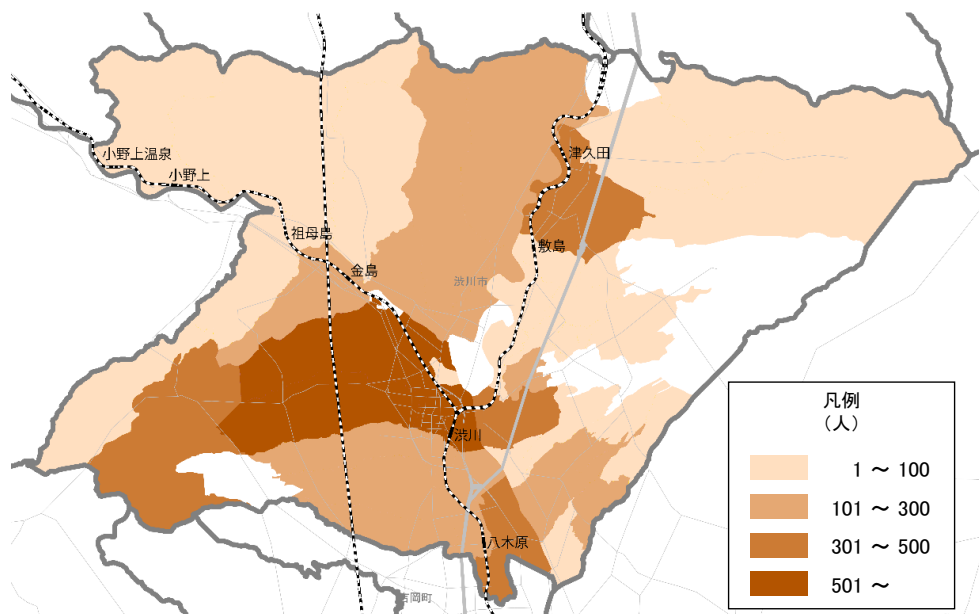 津久田
小野上温泉
小野上
祖母島
敷島
金島
渋川市
渋川
八木原
吉岡町
凡例
（人）
1 ～ 100
101 ～ 300
301 ～ 500
501 ～